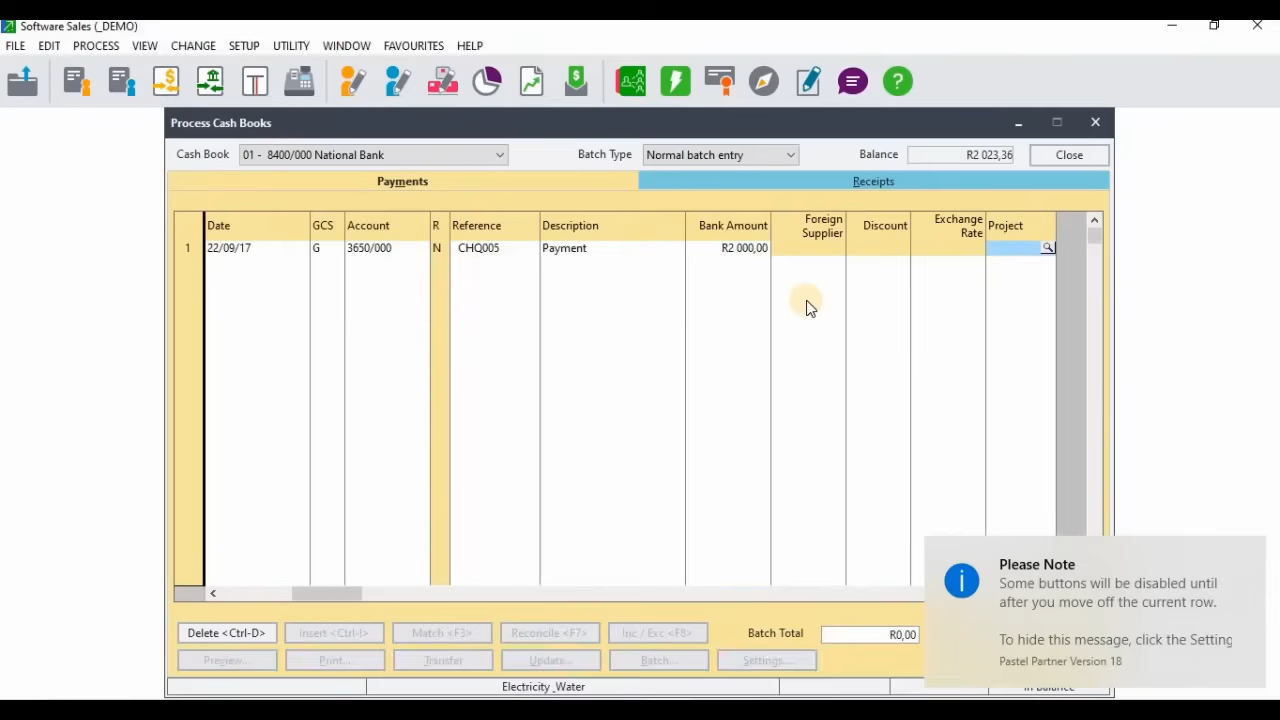 Software Sales (_DEMO)
FILE EDIT PROCESS VIEW CHANGE SETUP UTILITY WINDOW FAVOURITES HELP
Process Cash Books
Cash Book 01 - 8400/000 National Bank Batch Type Normal batch entry Balance R2 023,36 Close
Payments Receipts
Date GCS Account R Reference Description Bank Amount Foreign Supplier Discount Exchange Rate Project
1 22/09/17 G 3650/000 N CHQ005 Payment R2 000,00
Delete <Ctrl-D> Insert <Ctrl-I> Match <F3> Reconcile <F7> Inc / Exc <F8> Batch Total R0,00
Preview... Print... Transfer Update... Batch... Settings...
Electricity_Water In Balance
Please Note
Some buttons will be disabled until
after you move off the current row.
To hide this message, click the Setting
Pastel Partner Version 18